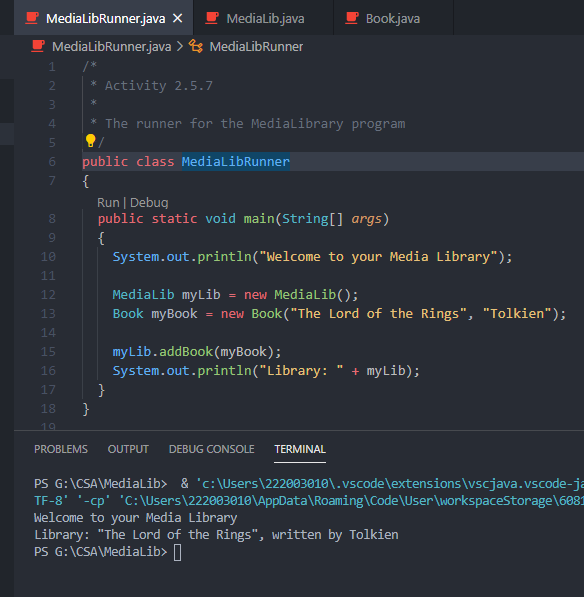 MediaLibRunner.java × MediaLib.java Book.java
MediaLibRunner.java > MediaLibRunner
1 /*
2 * Activity 2.5.7
3 *
4 * The runner for the MediaLibrary program
5 */
6 public class MediaLibRunner
7 {
Run | Debug
8 public static void main(String[] args)
9 {
10 System.out.println("Welcome to your Media Library");
11
12 MediaLib myLib = new MediaLib();
13 Book myBook = new Book("The Lord of the Rings", "Tolkien");
14
15 myLib.addBook(myBook);
16 System.out.println("Library: " + myLib);
17 }
18 }
19
PROBLEMS OUTPUT DEBUG CONSOLE TERMINAL
PS G:\CSA\MediaLib> & 'c:\Users\222003010\.vscode\extensions\vscjava.vscode-ja
TF-8' '-cp' 'C:\Users\222003010\AppData\Roaming\Code\User\workspaceStorage\6081
Welcome to your Media Library
Library: "The Lord of the Rings", written by Tolkien
PS G:\CSA\MediaLib>